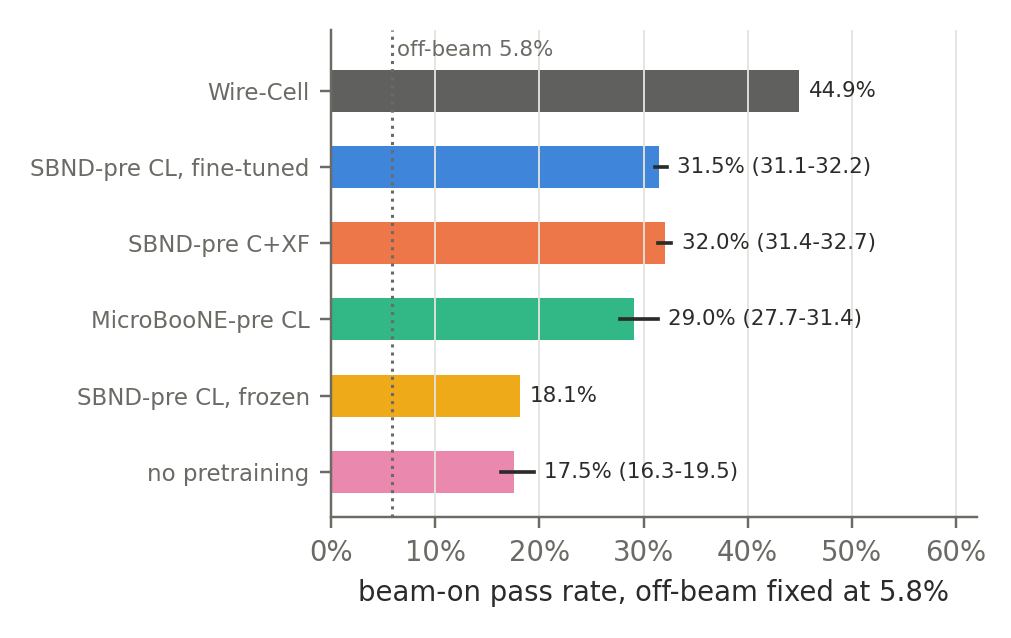 off-beam 5.8%
Wire-Cell 44.9%
SBND-pre CL, fine-tuned 31.5% (31.1-32.2)
SBND-pre C+XF 32.0% (31.4-32.7)
MicroBooNE-pre CL 29.0% (27.7-31.4)
SBND-pre CL, frozen 18.1%
no pretraining 17.5% (16.3-19.5)
0% 10% 20% 30% 40% 50% 60%
beam-on pass rate, off-beam fixed at 5.8%